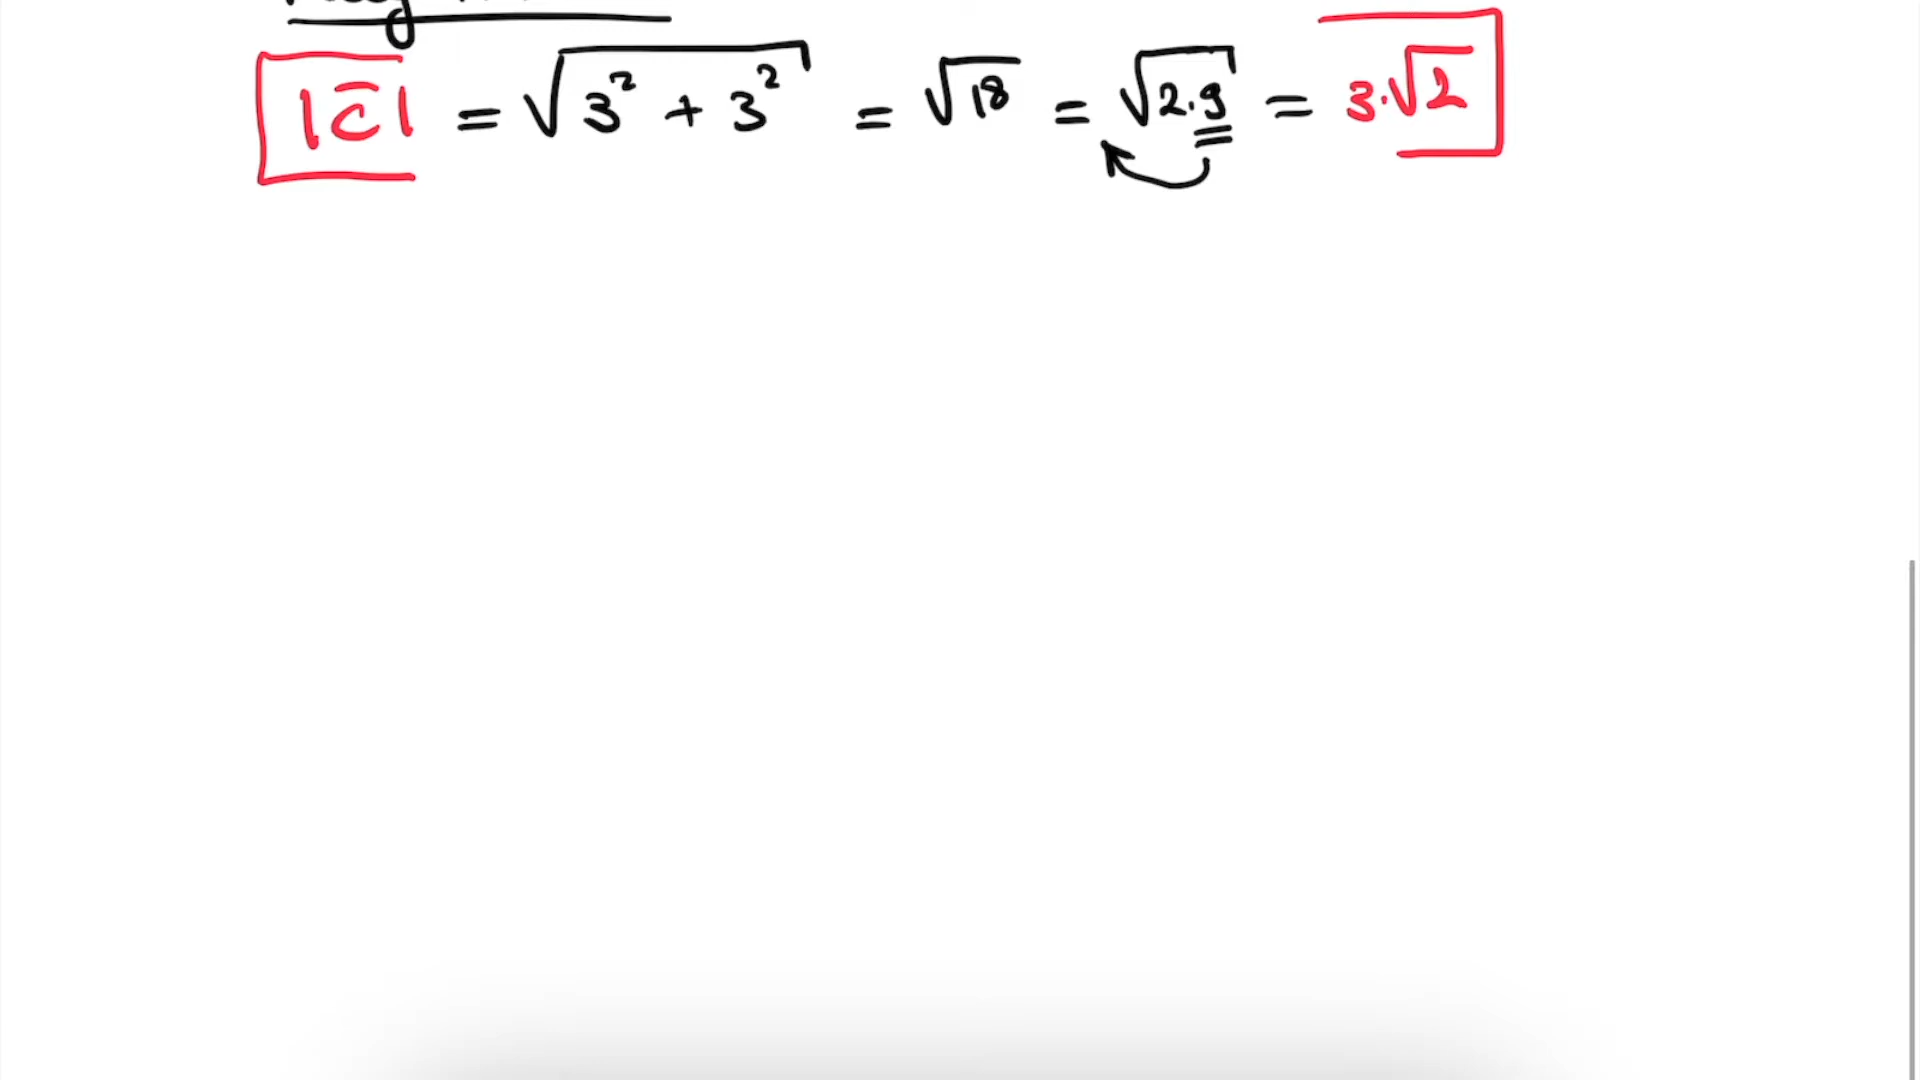 |c̄| = √(3² + 3²) = √18 = √(2·9) = 3·√2